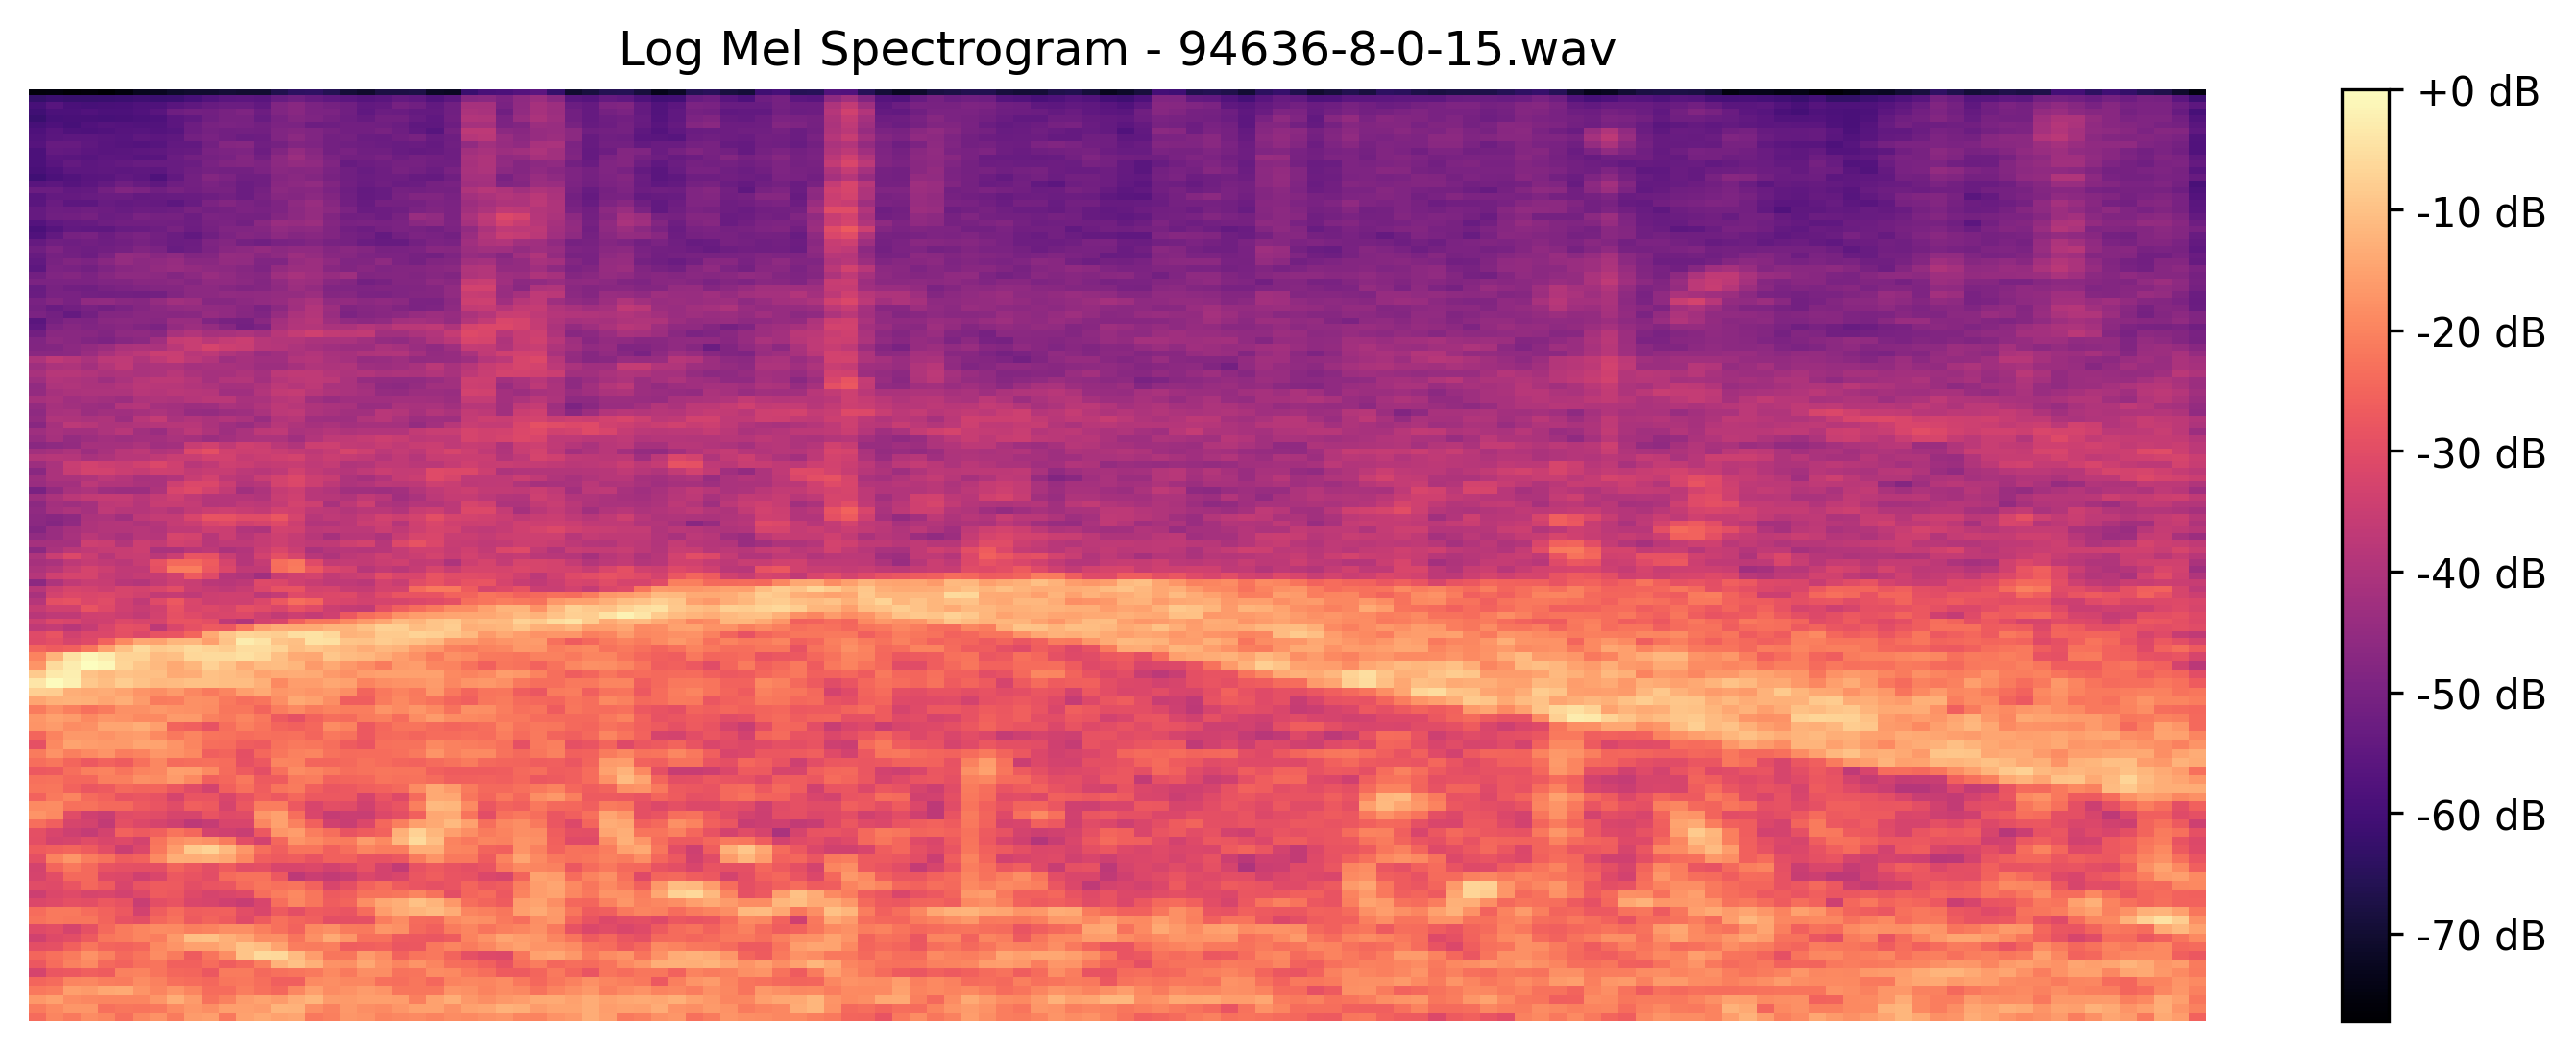 Log Mel Spectrogram - 94636-8-0-15.wav
+0 dB
-10 dB
-20 dB
-30 dB
-40 dB
-50 dB
-60 dB
-70 dB